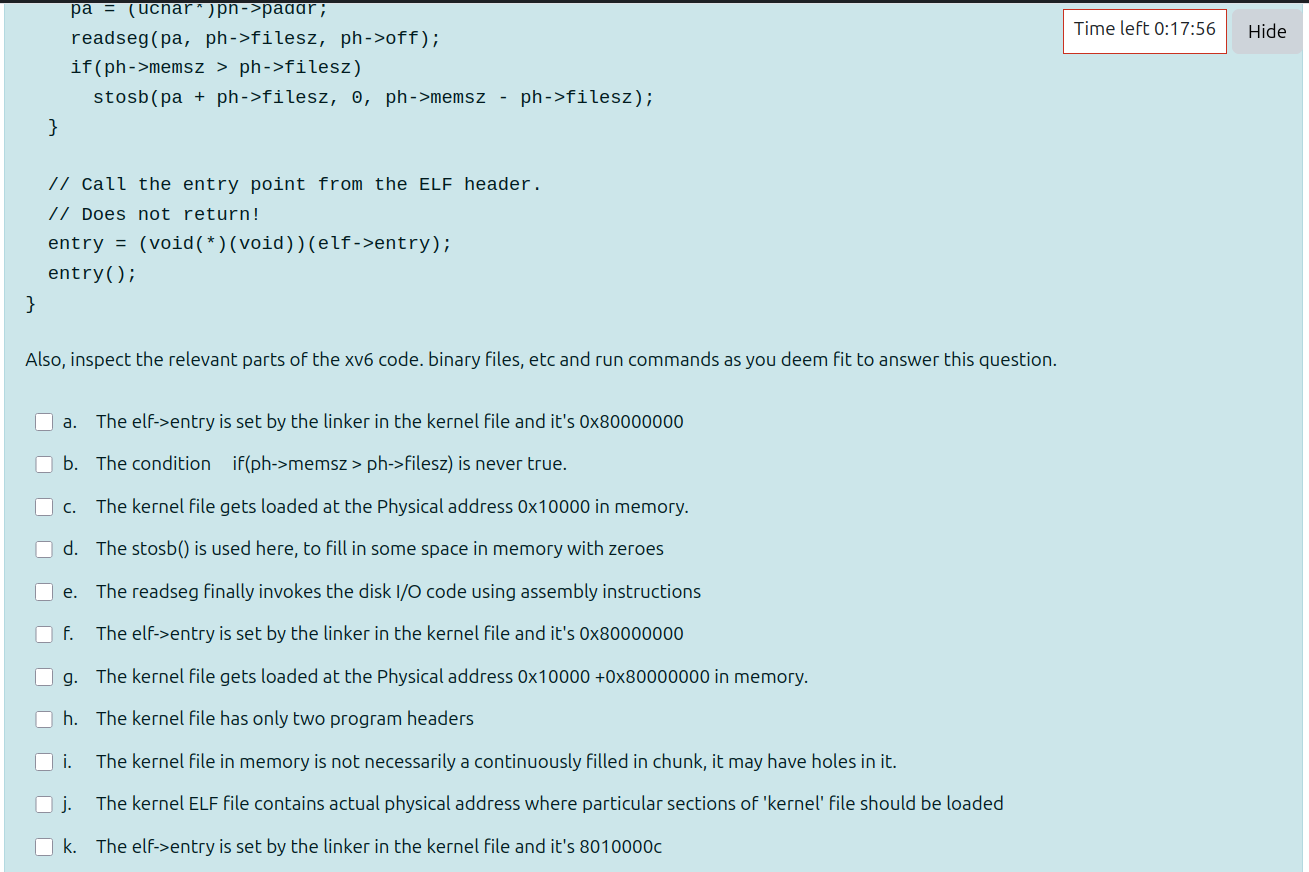 pa = (uchar*)ph->paddr;
Time left 0:17:56
Hide
readseg(pa, ph->filesz, ph->off);
if(ph->memsz > ph->filesz)
stosb(pa + ph->filesz, 0, ph->memsz - ph->filesz);
}
// Call the entry point from the ELF header.
// Does not return!
entry = (void(*)(void))(elf->entry);
entry();
}
Also, inspect the relevant parts of the xv6 code. binary files, etc and run commands as you deem fit to answer this question.
a. The elf->entry is set by the linker in the kernel file and it's 0x80000000
b. The condition if(ph->memsz > ph->filesz) is never true.
c. The kernel file gets loaded at the Physical address 0x10000 in memory.
d. The stosb() is used here, to fill in some space in memory with zeroes
e. The readseg finally invokes the disk I/O code using assembly instructions
f. The elf->entry is set by the linker in the kernel file and it's 0x80000000
g. The kernel file gets loaded at the Physical address 0x10000 +0x80000000 in memory.
h. The kernel file has only two program headers
i. The kernel file in memory is not necessarily a continuously filled in chunk, it may have holes in it.
j. The kernel ELF file contains actual physical address where particular sections of 'kernel' file should be loaded
k. The elf->entry is set by the linker in the kernel file and it's 8010000c